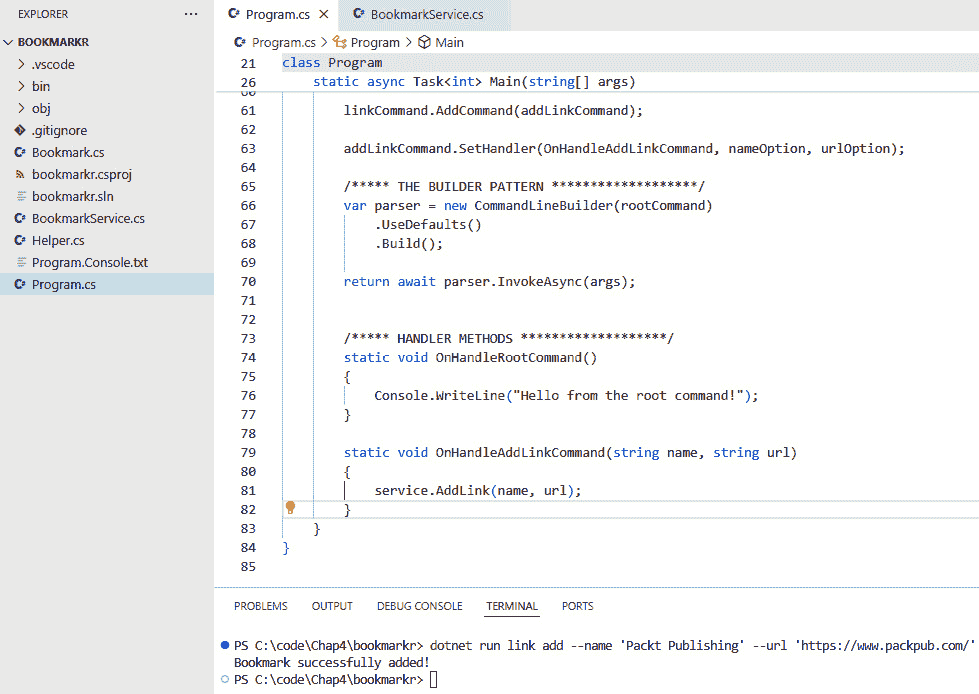 EXPLORER ...
BOOKMARKR
.vscode
bin
obj
.gitignore
Bookmark.cs
bookmarkr.csproj
bookmarkr.sln
BookmarkService.cs
Helper.cs
Program.Console.txt
Program.cs
Program.cs BookmarkService.cs
Program.cs > Program > Main
21 class Program
26 static async Task<int> Main(string[] args)
60
61 linkCommand.AddCommand(addLinkCommand);
62
63 addLinkCommand.SetHandler(OnHandleAddLinkCommand, nameOption, urlOption);
64
65 /***** THE BUILDER PATTERN *******************/
66 var parser = new CommandLineBuilder(rootCommand)
67 .UseDefaults()
68 .Build();
69
70 return await parser.InvokeAsync(args);
71
72
73 /***** HANDLER METHODS *******************/
74 static void OnHandleRootCommand()
75 {
76 Console.WriteLine("Hello from the root command!");
77 }
78
79 static void OnHandleAddLinkCommand(string name, string url)
80 {
81 service.AddLink(name, url);
82 }
83 }
84 }
85
PROBLEMS OUTPUT DEBUG CONSOLE TERMINAL PORTS
PS C:\code\Chap4\bookmarkr> dotnet run link add --name 'Packt Publishing' --url 'https://www.packpub.com/'
Bookmark successfully added!
PS C:\code\Chap4\bookmarkr>